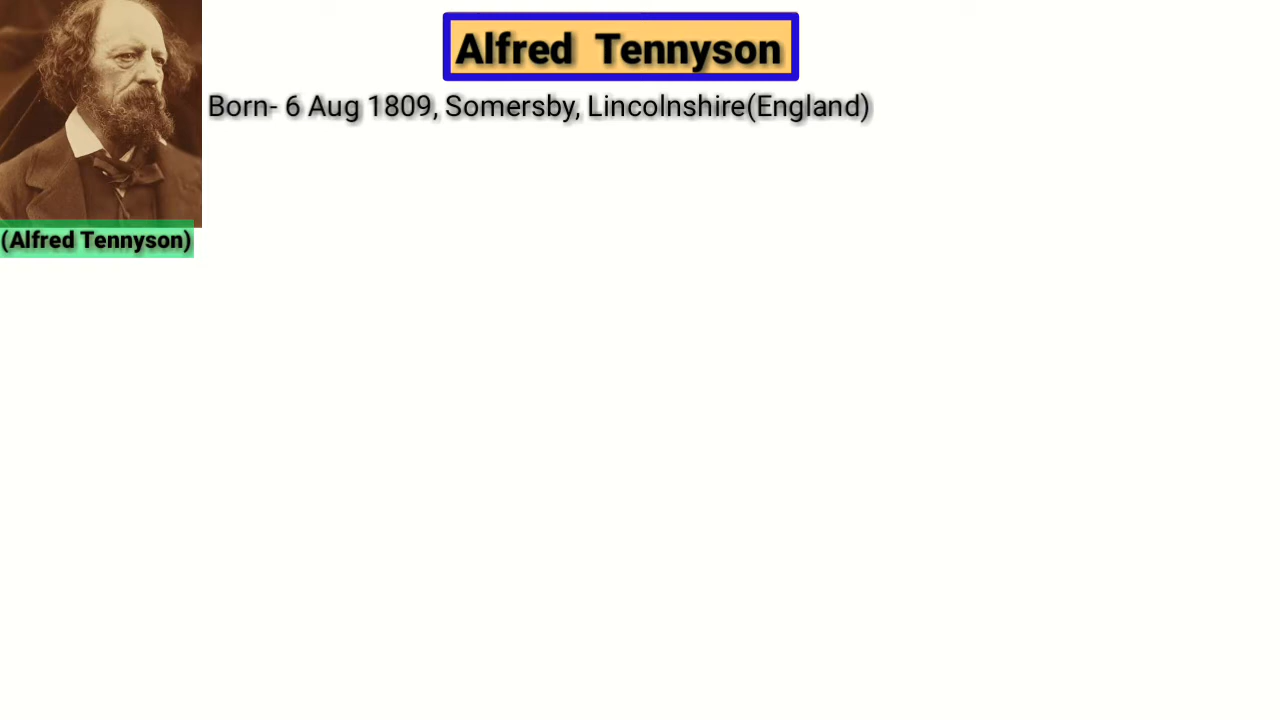 Alfred Tennyson
Born- 6 Aug 1809, Somersby, Lincolnshire(England)
(Alfred Tennyson)